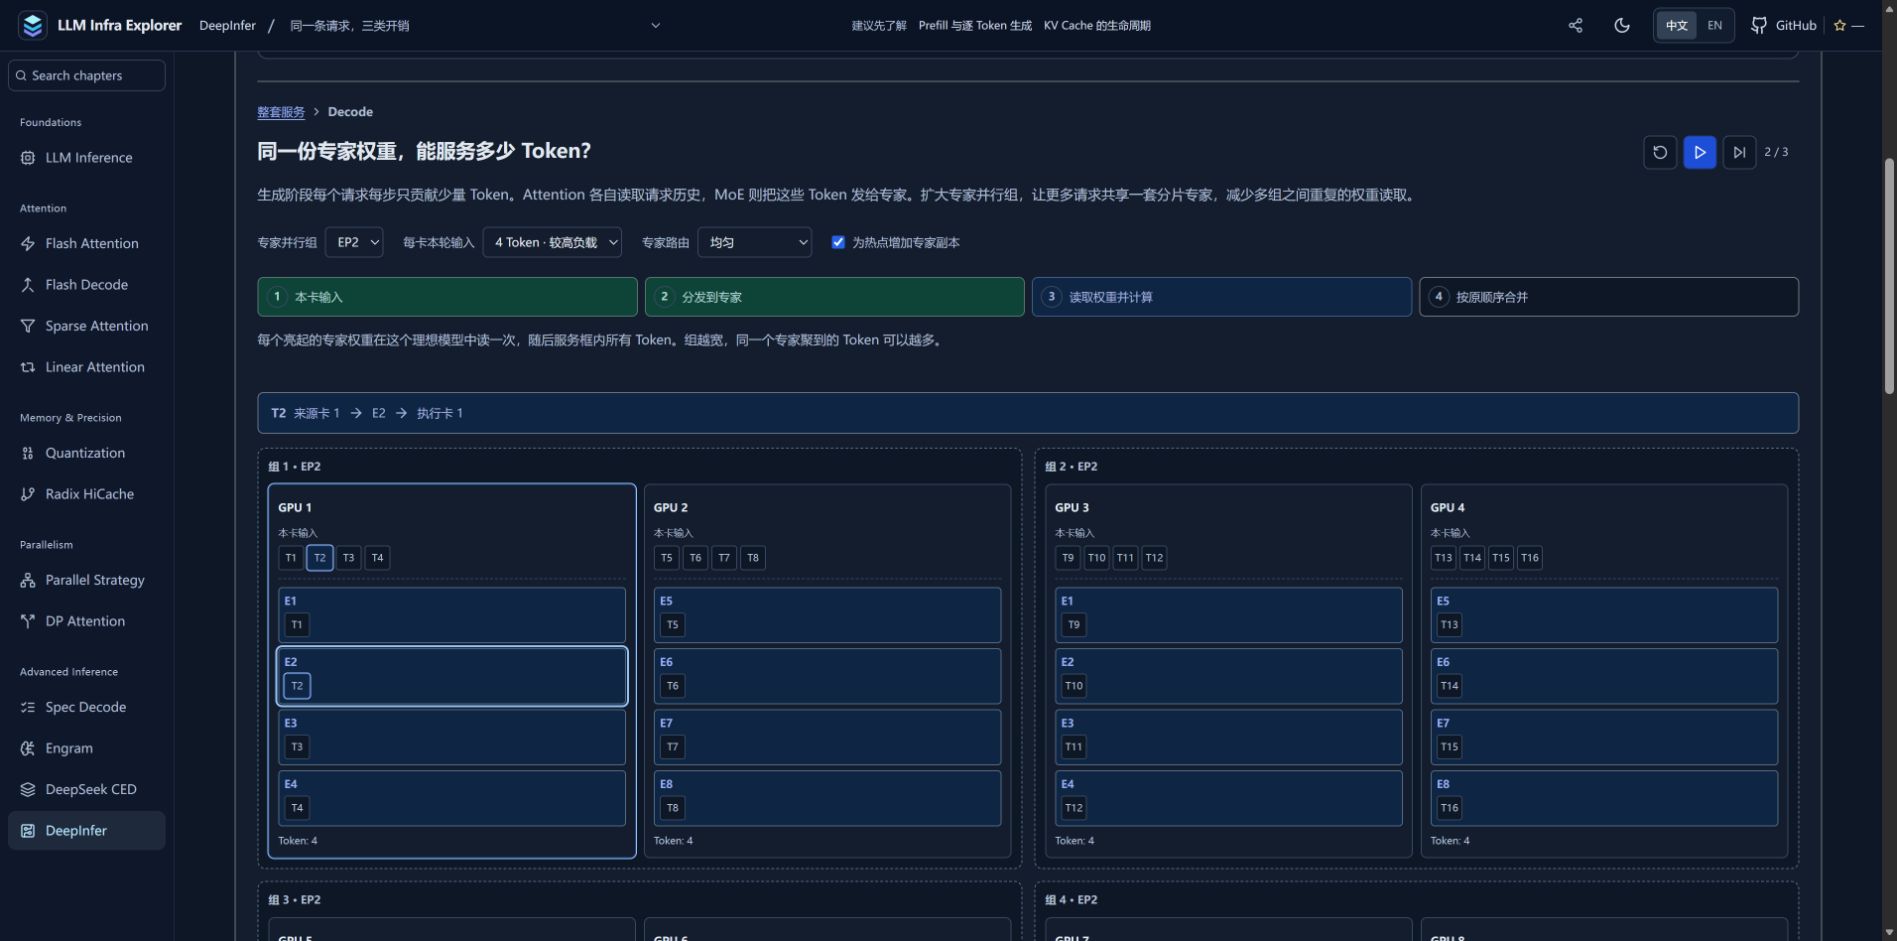 LLM Infra Explorer DeepInfer / 同一条请求，三类开销 建议先了解 Prefill 与逐 Token 生成 KV Cache 的生命周期 中文 EN GitHub —
Search chapters
Foundations
LLM Inference
Attention
Flash Attention
Flash Decode
Sparse Attention
Linear Attention
Memory & Precision
Quantization
Radix HiCache
Parallelism
Parallel Strategy
DP Attention
Advanced Inference
Spec Decode
Engram
DeepSeek CED
DeepInfer
整套服务 > Decode
同一份专家权重，能服务多少 Token?
2 / 3
生成阶段每个请求每步只贡献少量 Token。Attention 各自读取请求历史，MoE 则把这些 Token 发给专家。扩大专家并行组，让更多请求共享一套分片专家，减少多组之间重复的权重读取。
专家并行组 EP2 每卡本轮输入 4 Token · 较高负载 专家路由 均匀 为热点增加专家副本
1 本卡输入 2 分发到专家 3 读取权重并计算 4 按原顺序合并
每个亮起的专家权重在这个理想模型中读一次，随后服务框内所有 Token。组越宽，同一个专家聚到的 Token 可以越多。
T2 来源卡 1 → E2 → 执行卡 1
组 1 • EP2
GPU 1
本卡输入
T1 T2 T3 T4
E1
T1
E2
T2
E3
T3
E4
T4
Token: 4
GPU 2
本卡输入
T5 T6 T7 T8
E5
T5
E6
T6
E7
T7
E8
T8
Token: 4
组 2 • EP2
GPU 3
本卡输入
T9 T10 T11 T12
E1
T9
E2
T10
E3
T11
E4
T12
Token: 4
GPU 4
本卡输入
T13 T14 T15 T16
E5
T13
E6
T14
E7
T15
E8
T16
Token: 4
组 3 • EP2
GPU 5
GPU 6
组 4 • EP2
GPU 7
GPU 8